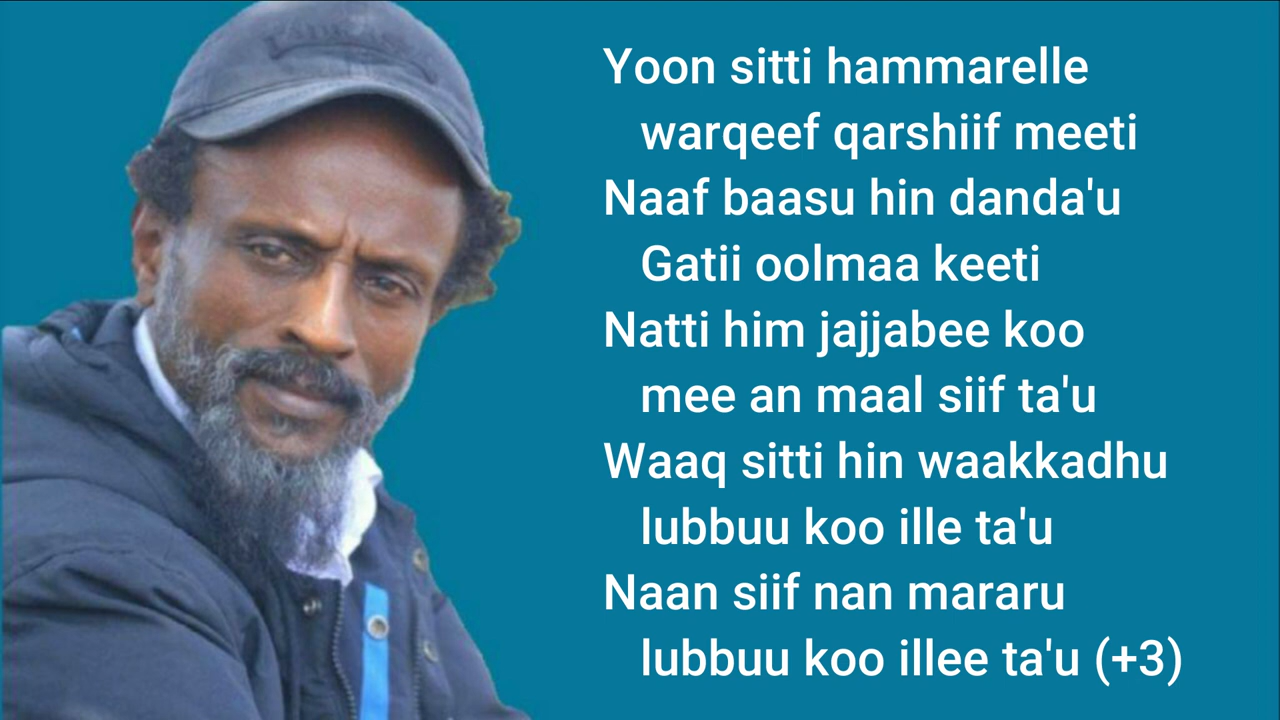 Yoon sitti hammarelle
warqeef qarshiif meeti
Naaf baasu hin danda'u
Gatii oolmaa keeti
Natti him jajjabee koo
mee an maal siif ta'u
Waaq sitti hin waakkadhu
lubbuu koo ille ta'u
Naan siif nan mararu
lubbuu koo illee ta'u (+3)